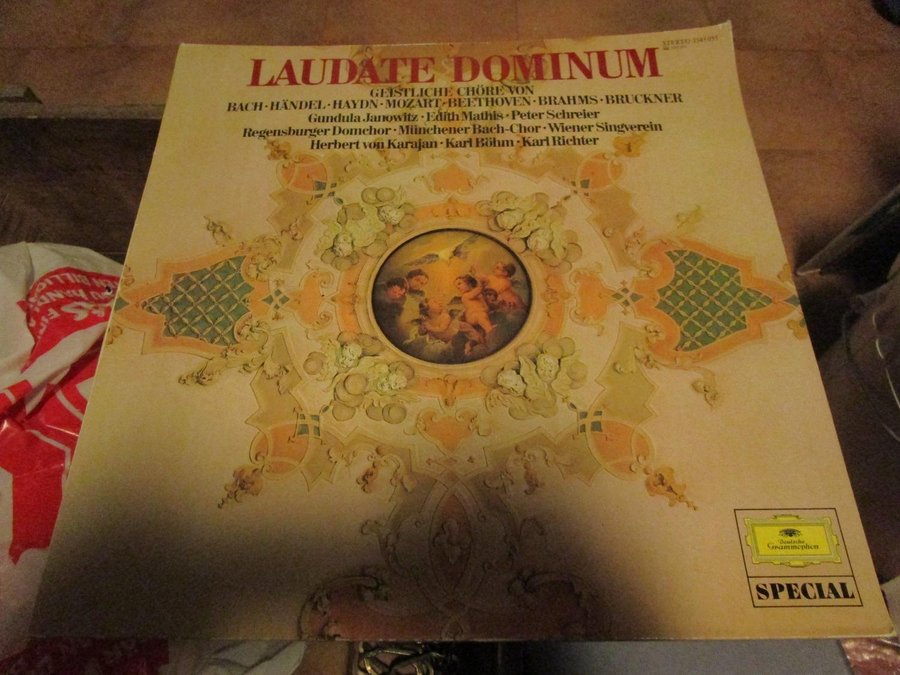 STEREO
LAUDATE DOMINUM
GEISTLICHE CHÖRE VON
BACH · HÄNDEL · HAYDN · MOZART · BEETHOVEN · BRAHMS · BRUCKNER
Gundula Janowitz · Edith Mathis · Peter Schreier
Regensburger Domchor · Münchener Bach-Chor · Wiener Singverein
Herbert von Karajan · Karl Böhm · Karl Richter
Deutsche
Grammophon
SPECIAL